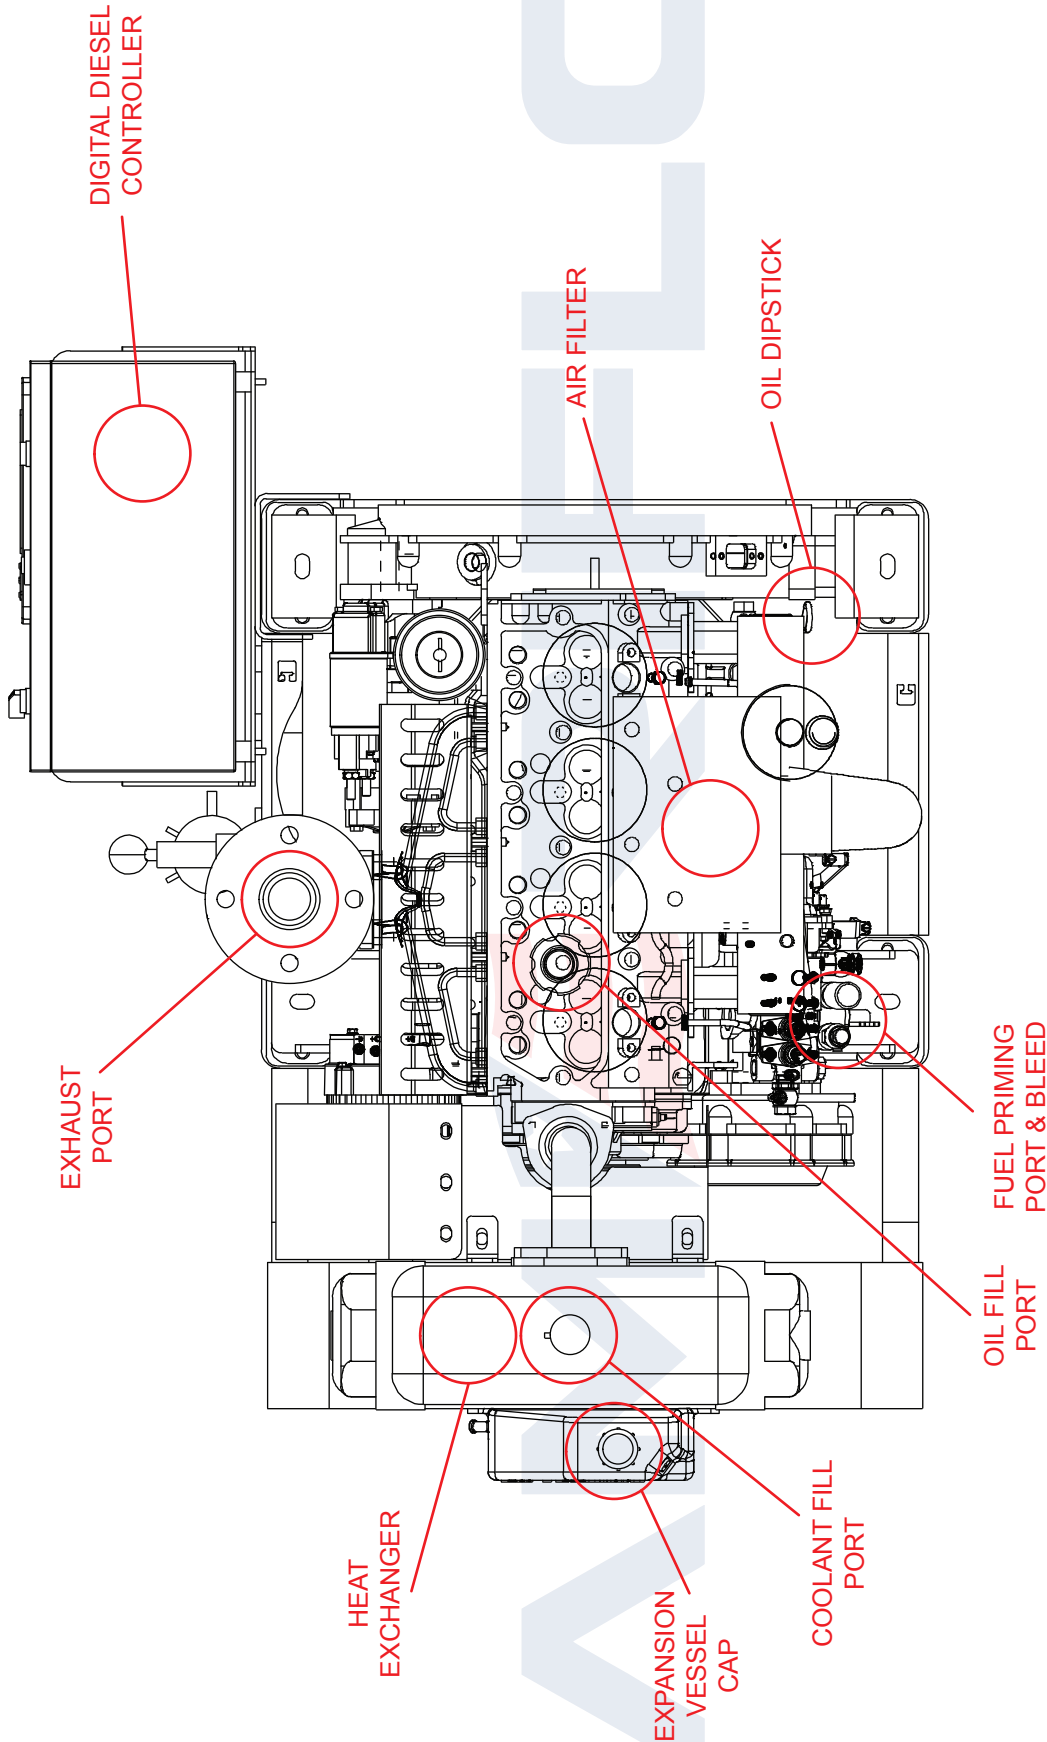 EXHAUST
PORT
DIGITAL DIESEL
CONTROLLER
HEAT
EXCHANGER
AIR FILTER
EXPANSION
VESSEL
CAP
OIL DIPSTICK
COOLANT FILL
PORT
OIL FILL
PORT
FUEL PRIMING
PORT & BLEED